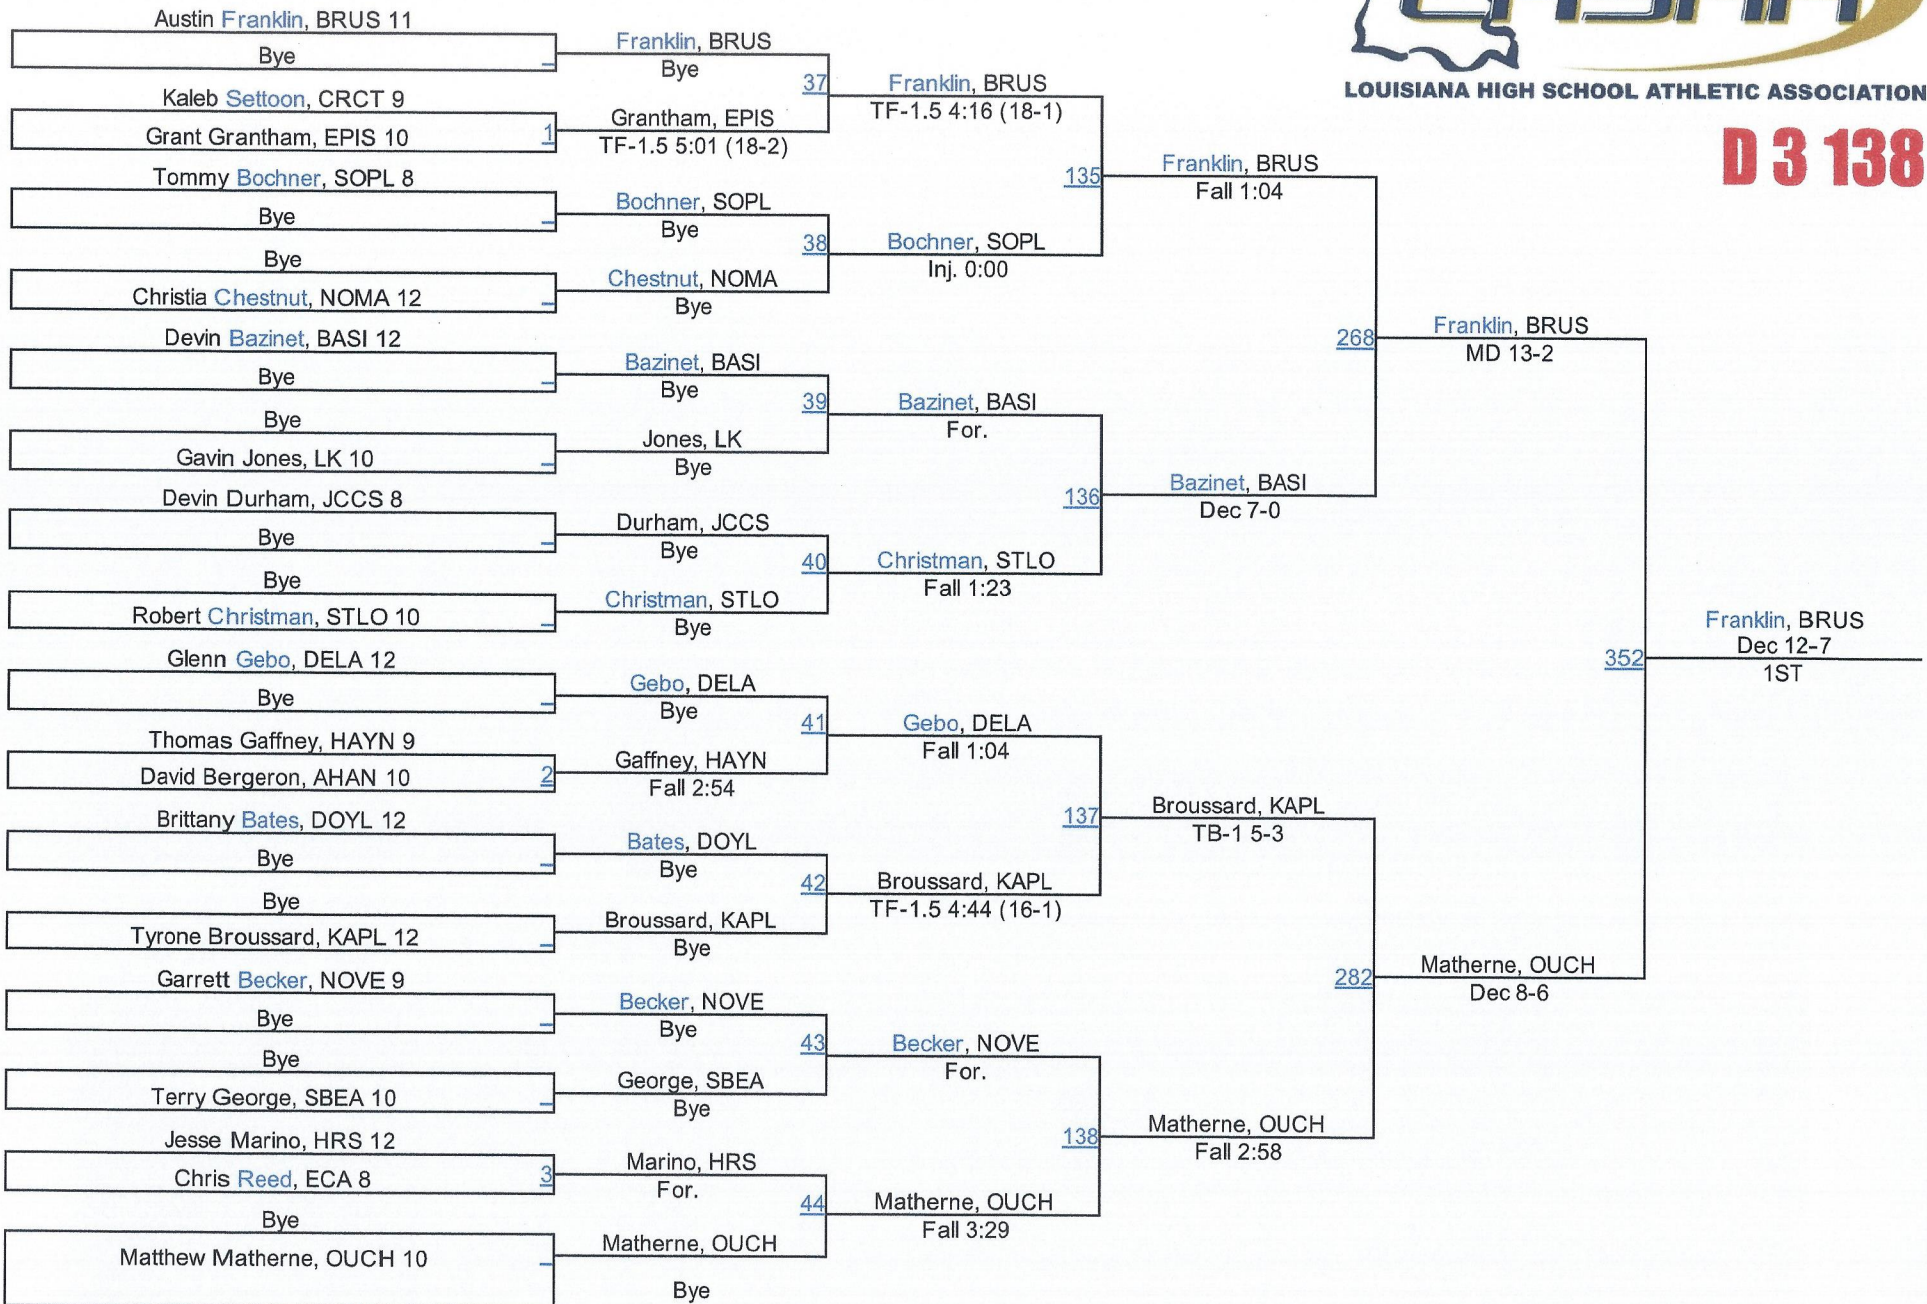 LHSAA
LOUISIANA HIGH SCHOOL ATHLETIC ASSOCIATION
D 3 138
Austin Franklin, BRUS 11
Bye
Kaleb Settoon, CRCT 9
Grant Grantham, EPIS 10 1
Tommy Bochner, SOPL 8
Bye
Bye
Christia Chestnut, NOMA 12
Devin Bazinet, BASI 12
Bye
Bye
Gavin Jones, LK 10
Devin Durham, JCCS 8
Bye
Bye
Robert Christman, STLO 10
Glenn Gebo, DELA 12
Bye
Thomas Gaffney, HAYN 9
David Bergeron, AHAN 10 2
Brittany Bates, DOYL 12
Bye
Bye
Tyrone Broussard, KAPL 12
Garrett Becker, NOVE 9
Bye
Bye
Terry George, SBEA 10
Jesse Marino, HRS 12
Chris Reed, ECA 8 3
Bye
Matthew Matherne, OUCH 10
Franklin, BRUS
Bye
37
Grantham, EPIS
TF-1.5 5:01 (18-2)
Bochner, SOPL
Bye
38
Chestnut, NOMA
Bye
Bazinet, BASI
Bye
39
Jones, LK
Bye
Durham, JCCS
Bye
40
Christman, STLO
Bye
Gebo, DELA
Bye
41
Gaffney, HAYN
Fall 2:54
Bates, DOYL
Bye
42
Broussard, KAPL
Bye
Becker, NOVE
Bye
43
George, SBEA
Bye
Marino, HRS
For.
44
Matherne, OUCH
Bye
Franklin, BRUS
TF-1.5 4:16 (18-1)
135
Bochner, SOPL
Inj. 0:00
Bazinet, BASI
For.
136
Christman, STLO
Fall 1:23
Gebo, DELA
Fall 1:04
137
Broussard, KAPL
TF-1.5 4:44 (16-1)
Becker, NOVE
For.
138
Matherne, OUCH
Fall 3:29
Franklin, BRUS
Fall 1:04
268
Bazinet, BASI
Dec 7-0
Broussard, KAPL
TB-1 5-3
282
Matherne, OUCH
Fall 2:58
Franklin, BRUS
MD 13-2
352
Matherne, OUCH
Dec 8-6
Franklin, BRUS
Dec 12-7
1ST